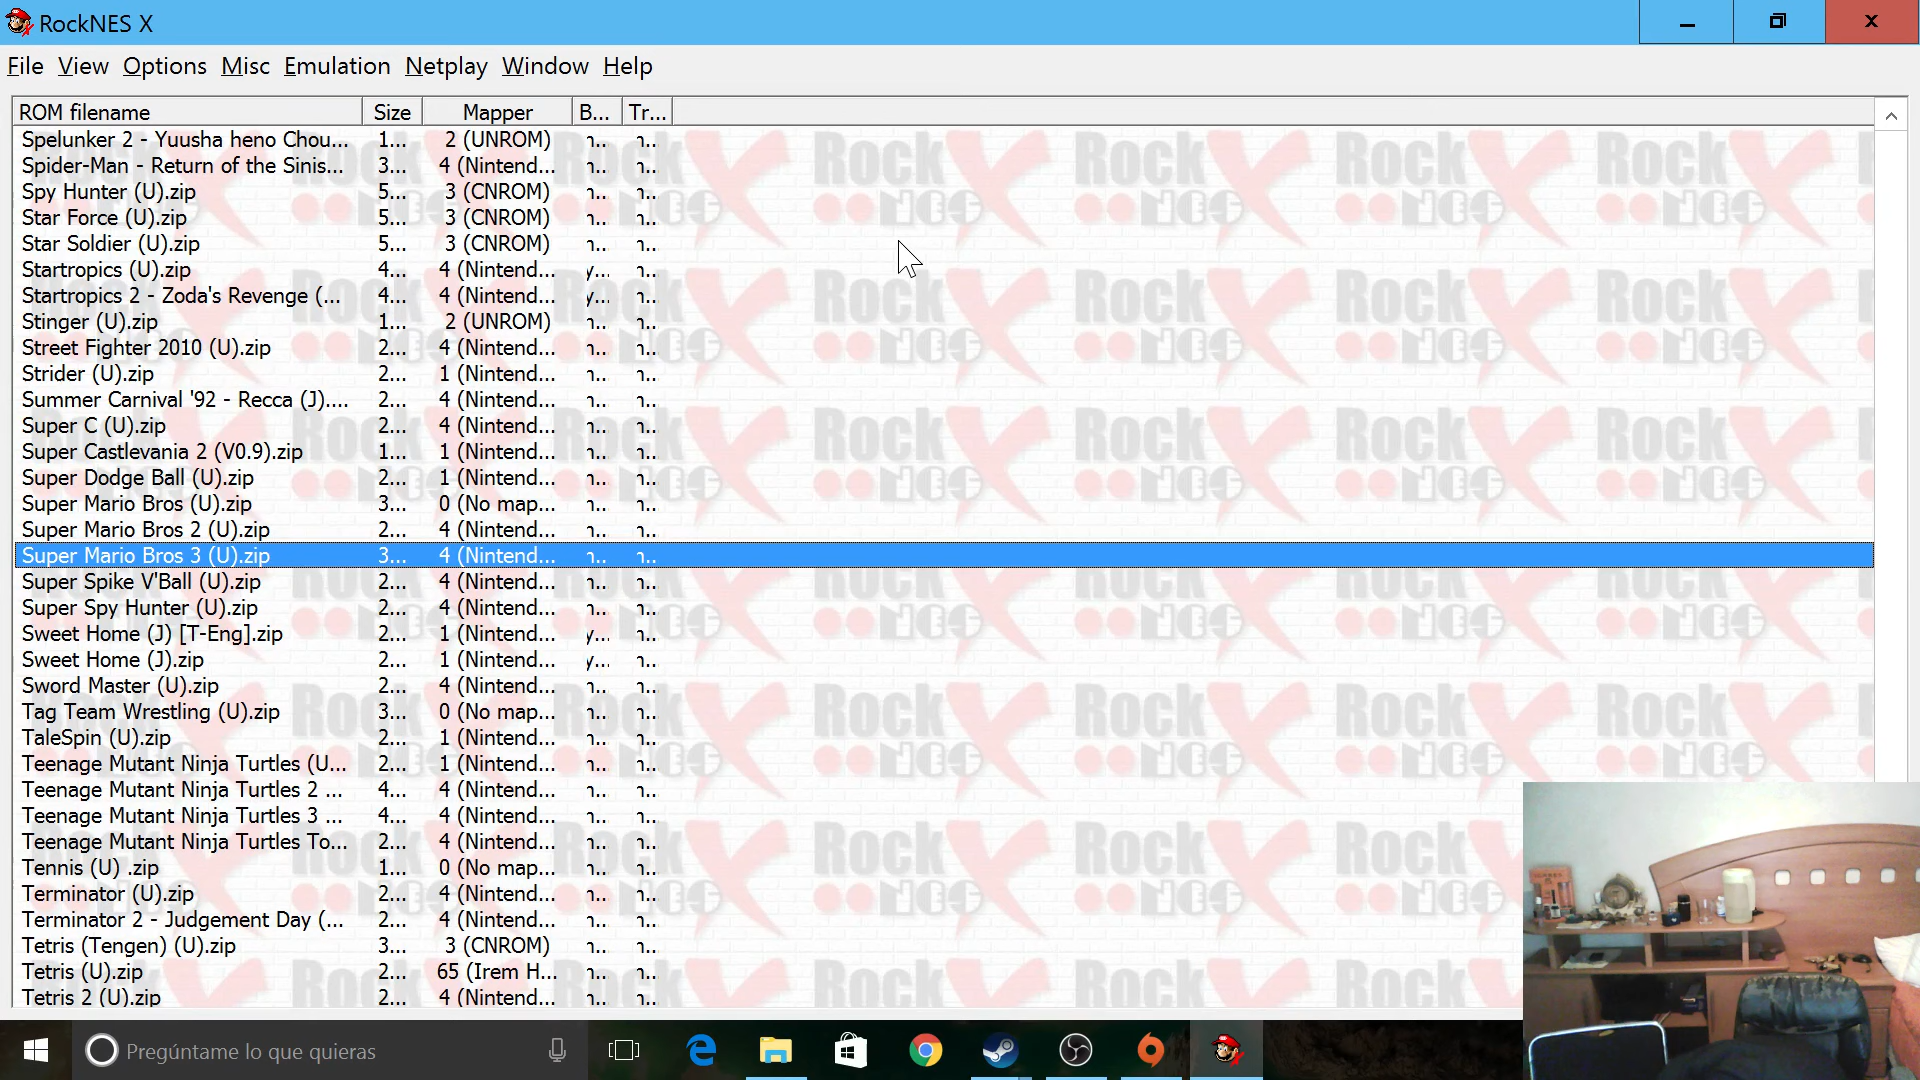 RockNES X
File View Options Misc Emulation Netplay Window Help
ROM filename Size Mapper B... Tr...
Spelunker 2 - Yuusha heno Chou... 1... 2 (UNROM)
Spider-Man - Return of the Sinis... 3... 4 (Nintend...
Spy Hunter (U).zip 5... 3 (CNROM)
Star Force (U).zip 5... 3 (CNROM)
Star Soldier (U).zip 5... 3 (CNROM)
Startropics (U).zip 4... 4 (Nintend... y...
Startropics 2 - Zoda's Revenge (... 4... 4 (Nintend... y...
Stinger (U).zip 1... 2 (UNROM)
Street Fighter 2010 (U).zip 2... 4 (Nintend...
Strider (U).zip 2... 1 (Nintend...
Summer Carnival '92 - Recca (J).... 2... 4 (Nintend...
Super C (U).zip 2... 4 (Nintend...
Super Castlevania 2 (V0.9).zip 1... 1 (Nintend...
Super Dodge Ball (U).zip 2... 1 (Nintend...
Super Mario Bros (U).zip 3... 0 (No map...
Super Mario Bros 2 (U).zip 2... 4 (Nintend...
Super Mario Bros 3 (U).zip 3... 4 (Nintend...
Super Spike V'Ball (U).zip 2... 4 (Nintend...
Super Spy Hunter (U).zip 2... 4 (Nintend...
Sweet Home (J) [T-Eng].zip 2... 1 (Nintend... y...
Sweet Home (J).zip 2... 1 (Nintend... y...
Sword Master (U).zip 2... 4 (Nintend...
Tag Team Wrestling (U).zip 3... 0 (No map...
TaleSpin (U).zip 2... 1 (Nintend...
Teenage Mutant Ninja Turtles (U... 2... 1 (Nintend...
Teenage Mutant Ninja Turtles 2 ... 4... 4 (Nintend...
Teenage Mutant Ninja Turtles 3 ... 4... 4 (Nintend...
Teenage Mutant Ninja Turtles To... 2... 4 (Nintend...
Tennis (U) .zip 1... 0 (No map...
Terminator (U).zip 2... 4 (Nintend...
Terminator 2 - Judgement Day (... 2... 4 (Nintend...
Tetris (Tengen) (U).zip 3... 3 (CNROM)
Tetris (U).zip 2... 65 (Irem H...
Tetris 2 (U).zip 2... 4 (Nintend...
Pregúntame lo que quieras